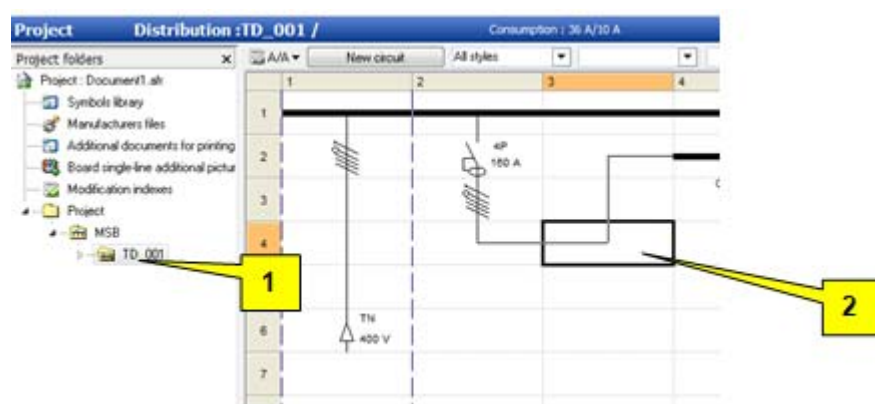 Project Distribution :TD_001 / Consumption : 36 A/10 A
Project folders x A/A New circuit All styles
Project : Document1.afr
Symbols library
Manufacturers files
Additional documents for printing
Board single-line additional pictur
Modification indexes
Project
MSB
TD_001
1 2 3 4
1
2
3
4
6
7
4P
160 A
TN
400 V
1
2